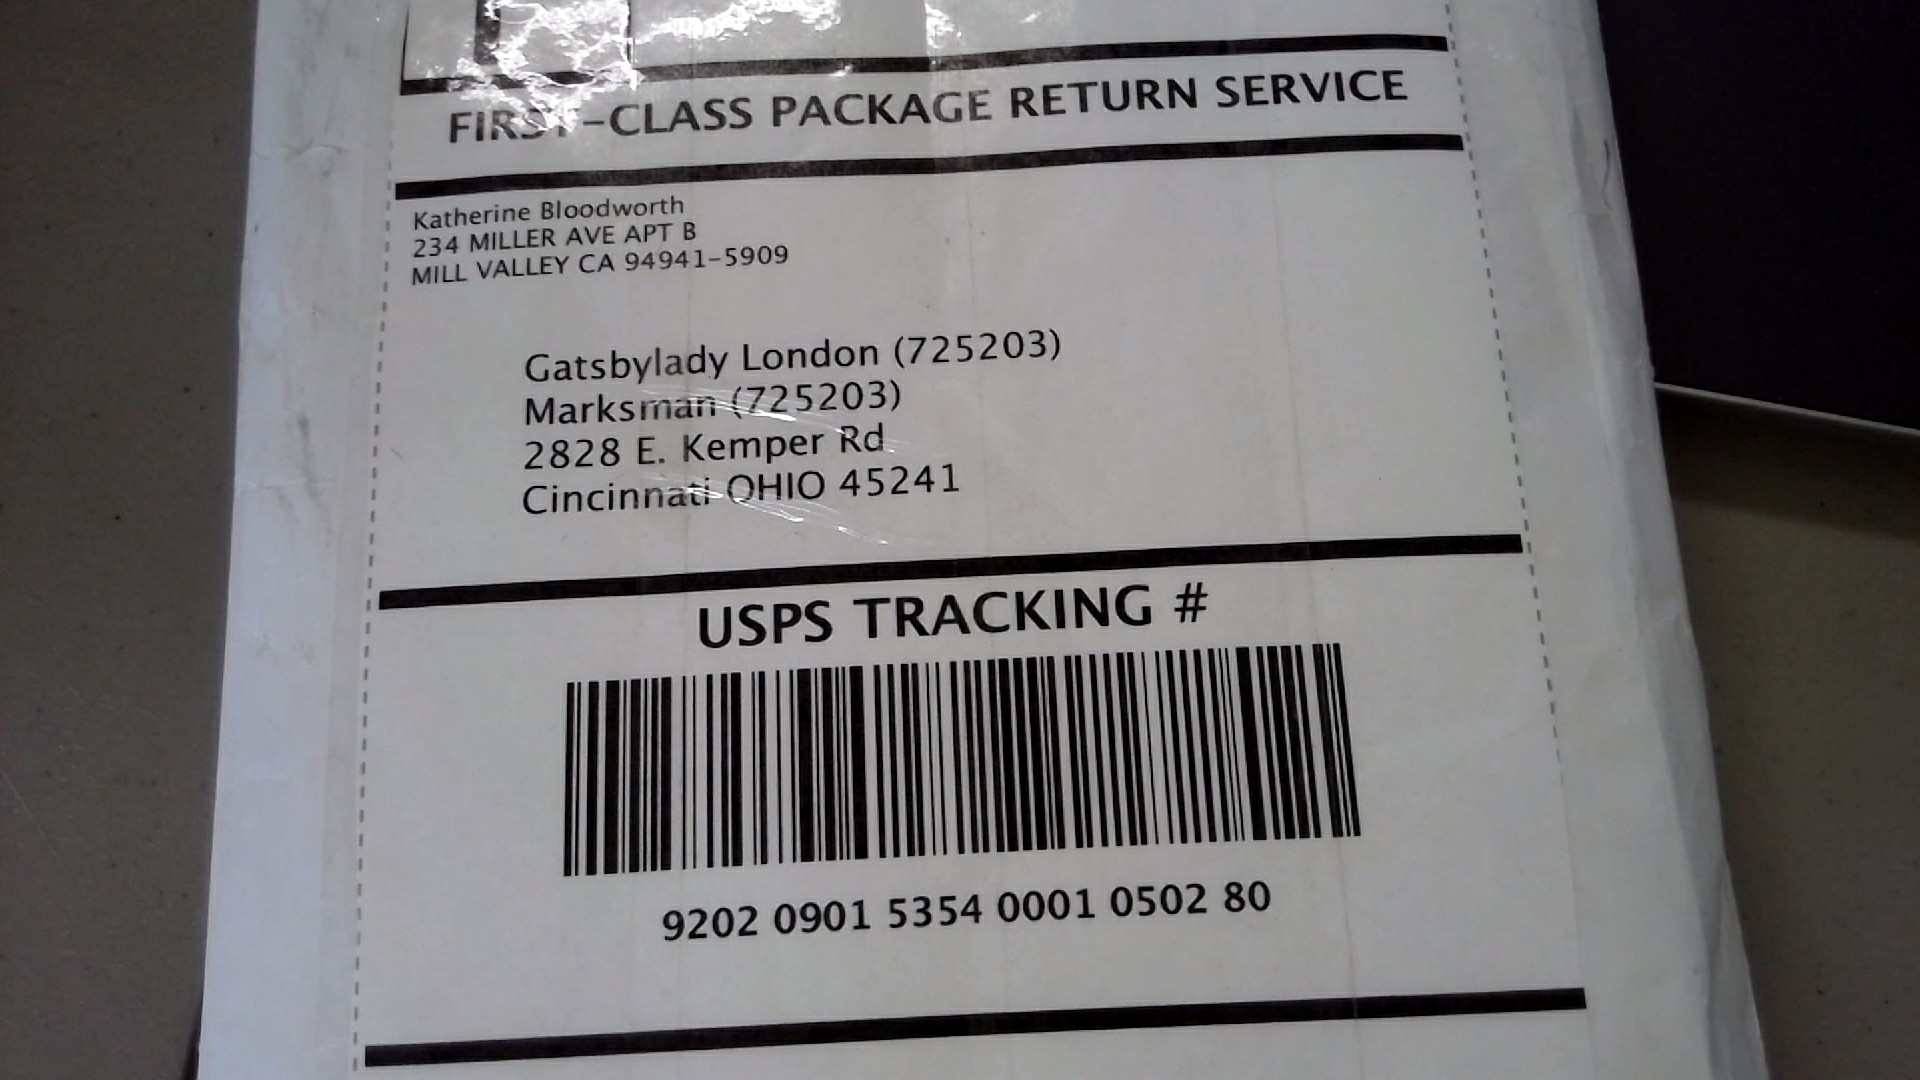 FIRST-CLASS PACKAGE RETURN SERVICE
Katherine Bloodworth
234 MILLER AVE APT B
MILL VALLEY CA 94941-5909
Gatsbylady London (725203)
Marksman (725203)
2828 E. Kemper Rd
Cincinnati OHIO 45241
USPS TRACKING #
9202 0901 5354 0001 0502 80